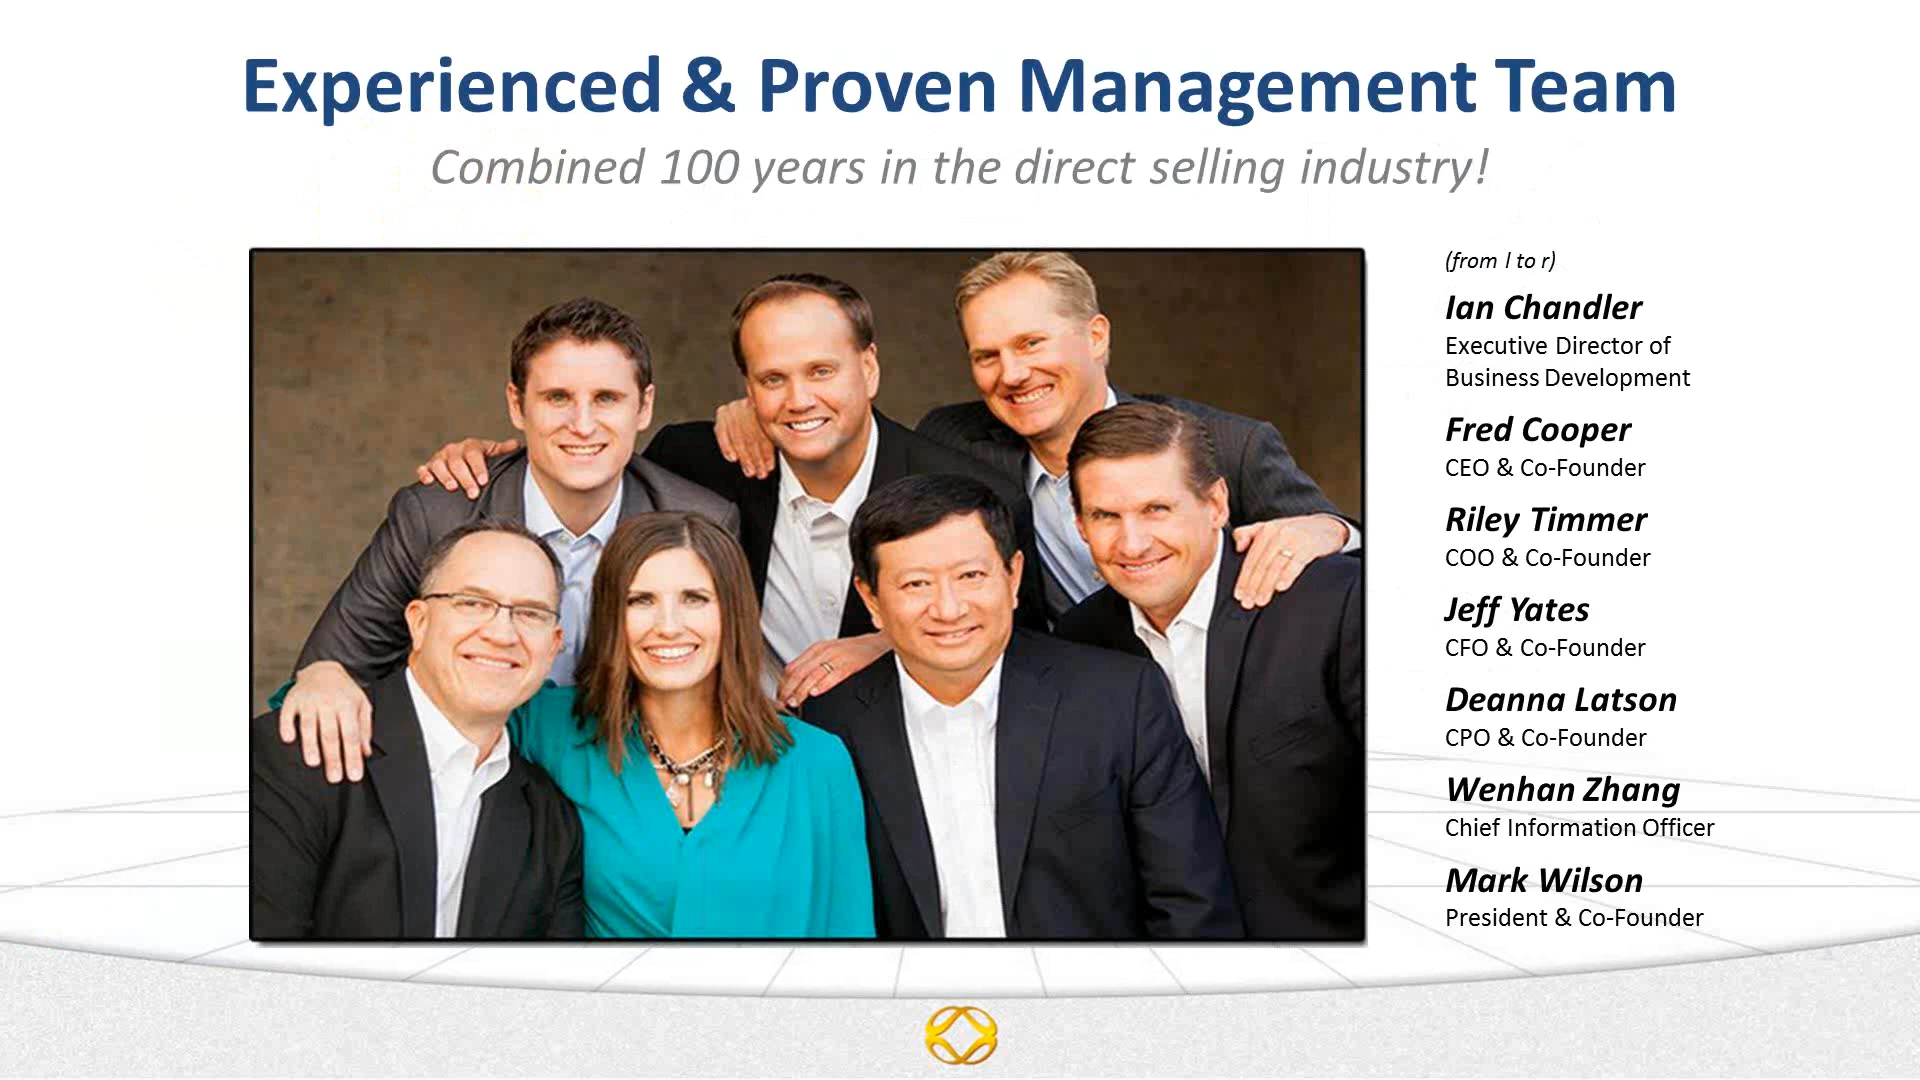 Experienced & Proven Management Team
Combined 100 years in the direct selling industry!
(from l to r)
Ian Chandler
Executive Director of
Business Development
Fred Cooper
CEO & Co-Founder
Riley Timmer
COO & Co-Founder
Jeff Yates
CFO & Co-Founder
Deanna Latson
CPO & Co-Founder
Wenhan Zhang
Chief Information Officer
Mark Wilson
President & Co-Founder